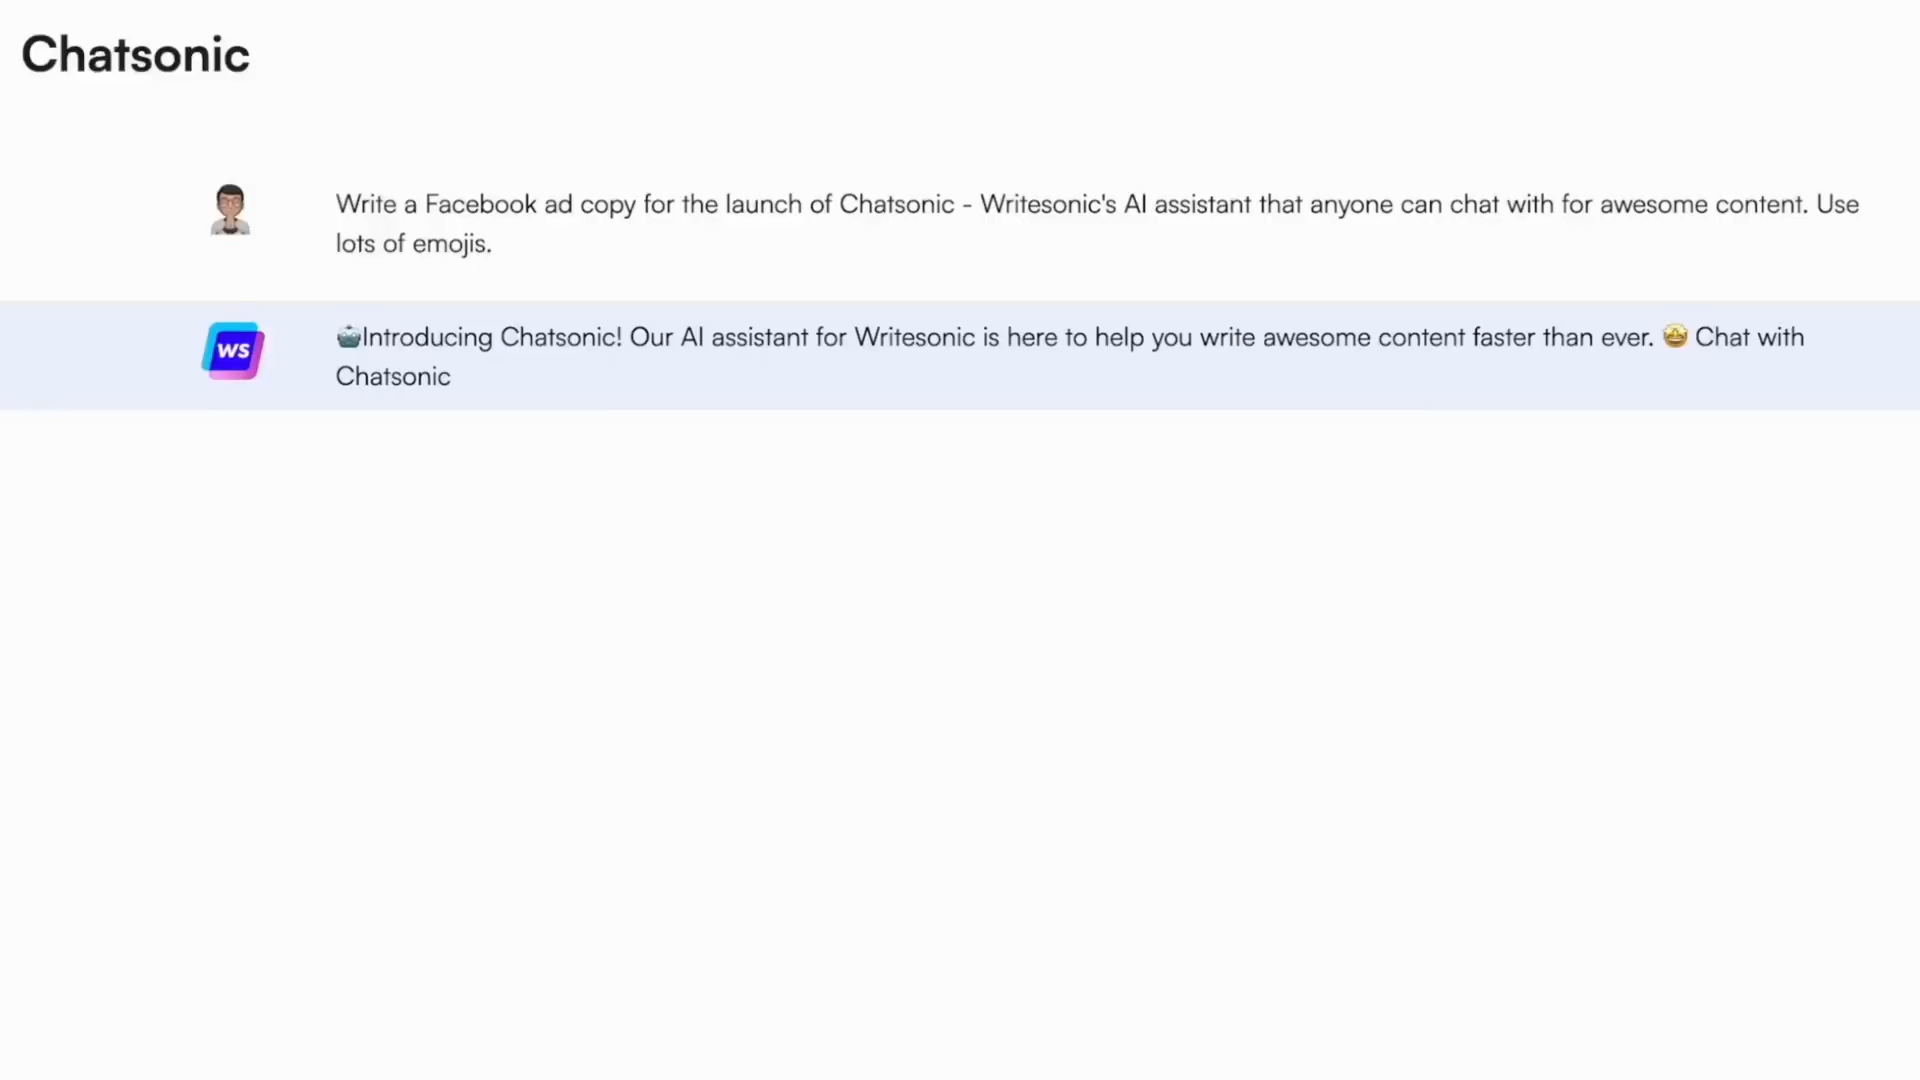 Chatsonic
Write a Facebook ad copy for the launch of Chatsonic - Writesonic's AI assistant that anyone can chat with for awesome content. Use
lots of emojis.
WS
🤖Introducing Chatsonic! Our AI assistant for Writesonic is here to help you write awesome content faster than ever. 🤩 Chat with
Chatsonic